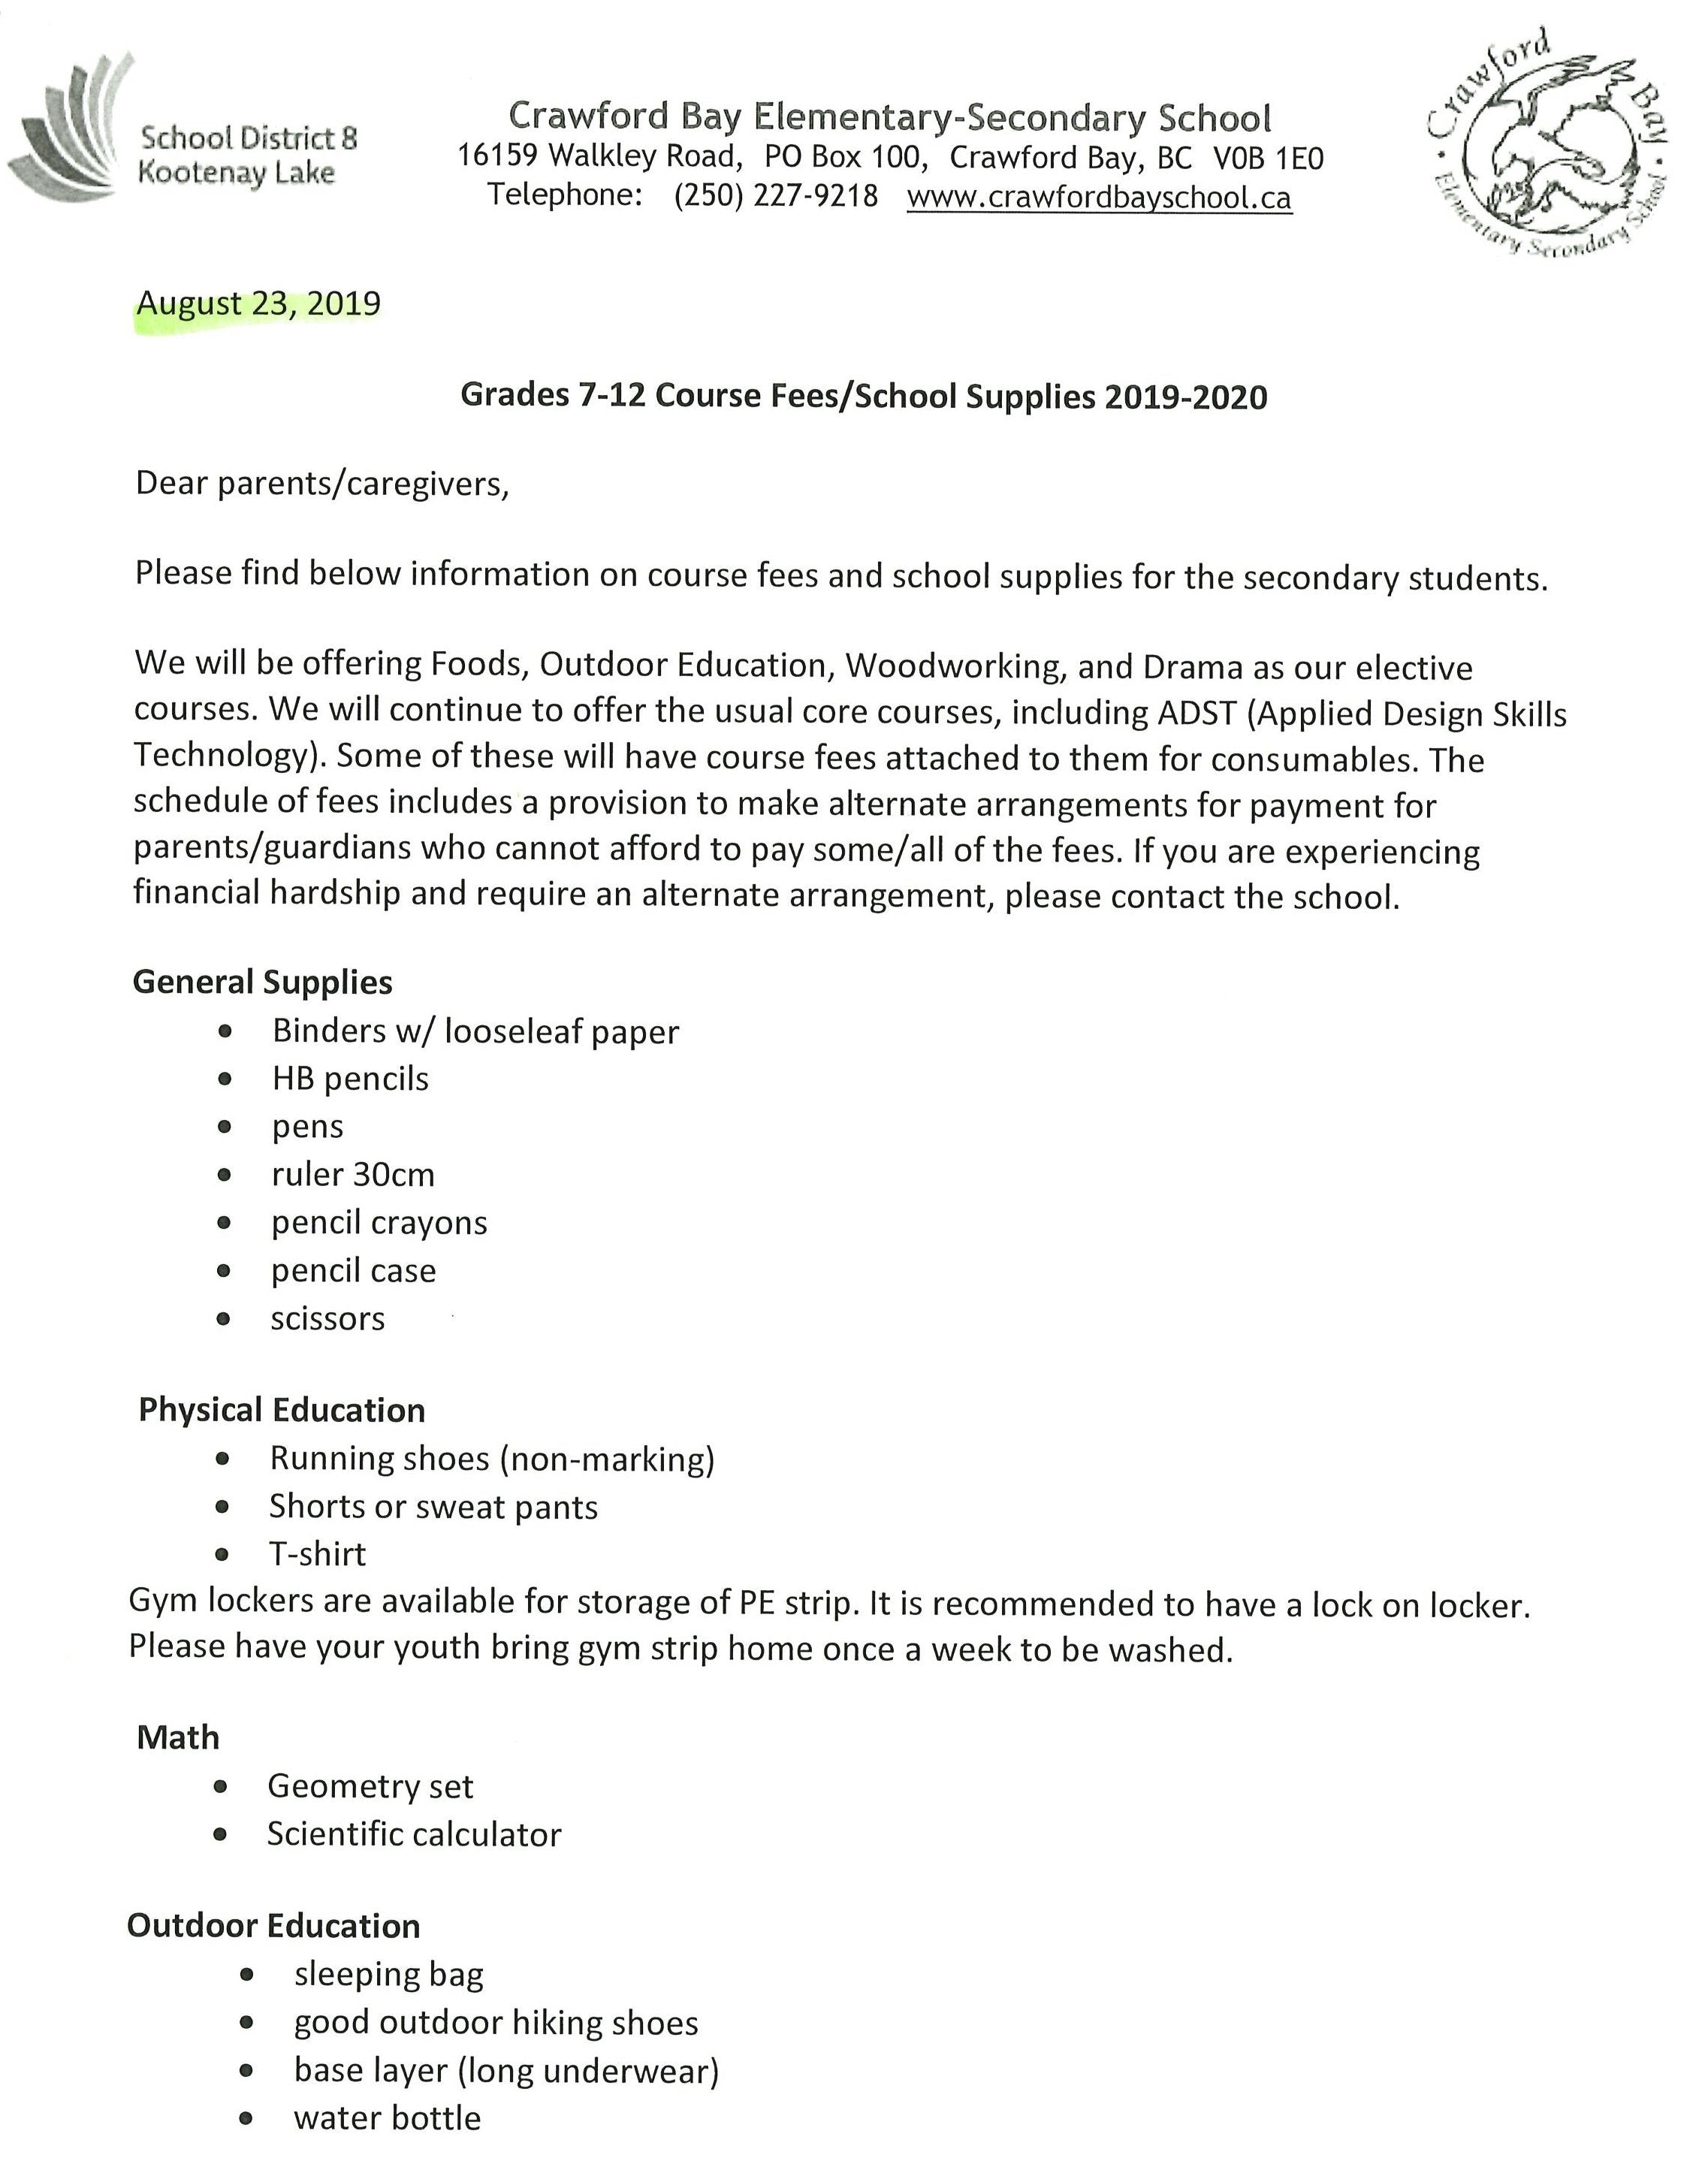 School District 8
Kootenay Lake
Crawford Bay Elementary-Secondary School
16159 Walkley Road, PO Box 100, Crawford Bay, BC V0B 1E0
Telephone: (250) 227-9218 www.crawfordbayschool.ca
Crawford Bay
Elementary Secondary School
August 23, 2019
Grades 7-12 Course Fees/School Supplies 2019-2020
Dear parents/caregivers,
Please find below information on course fees and school supplies for the secondary students.
We will be offering Foods, Outdoor Education, Woodworking, and Drama as our elective
courses. We will continue to offer the usual core courses, including ADST (Applied Design Skills
Technology). Some of these will have course fees attached to them for consumables. The
schedule of fees includes a provision to make alternate arrangements for payment for
parents/guardians who cannot afford to pay some/all of the fees. If you are experiencing
financial hardship and require an alternate arrangement, please contact the school.
General Supplies
• Binders w/ looseleaf paper
• HB pencils
• pens
• ruler 30cm
• pencil crayons
• pencil case
• scissors
Physical Education
• Running shoes (non-marking)
• Shorts or sweat pants
• T-shirt
Gym lockers are available for storage of PE strip. It is recommended to have a lock on locker.
Please have your youth bring gym strip home once a week to be washed.
Math
• Geometry set
• Scientific calculator
Outdoor Education
• sleeping bag
• good outdoor hiking shoes
• base layer (long underwear)
• water bottle